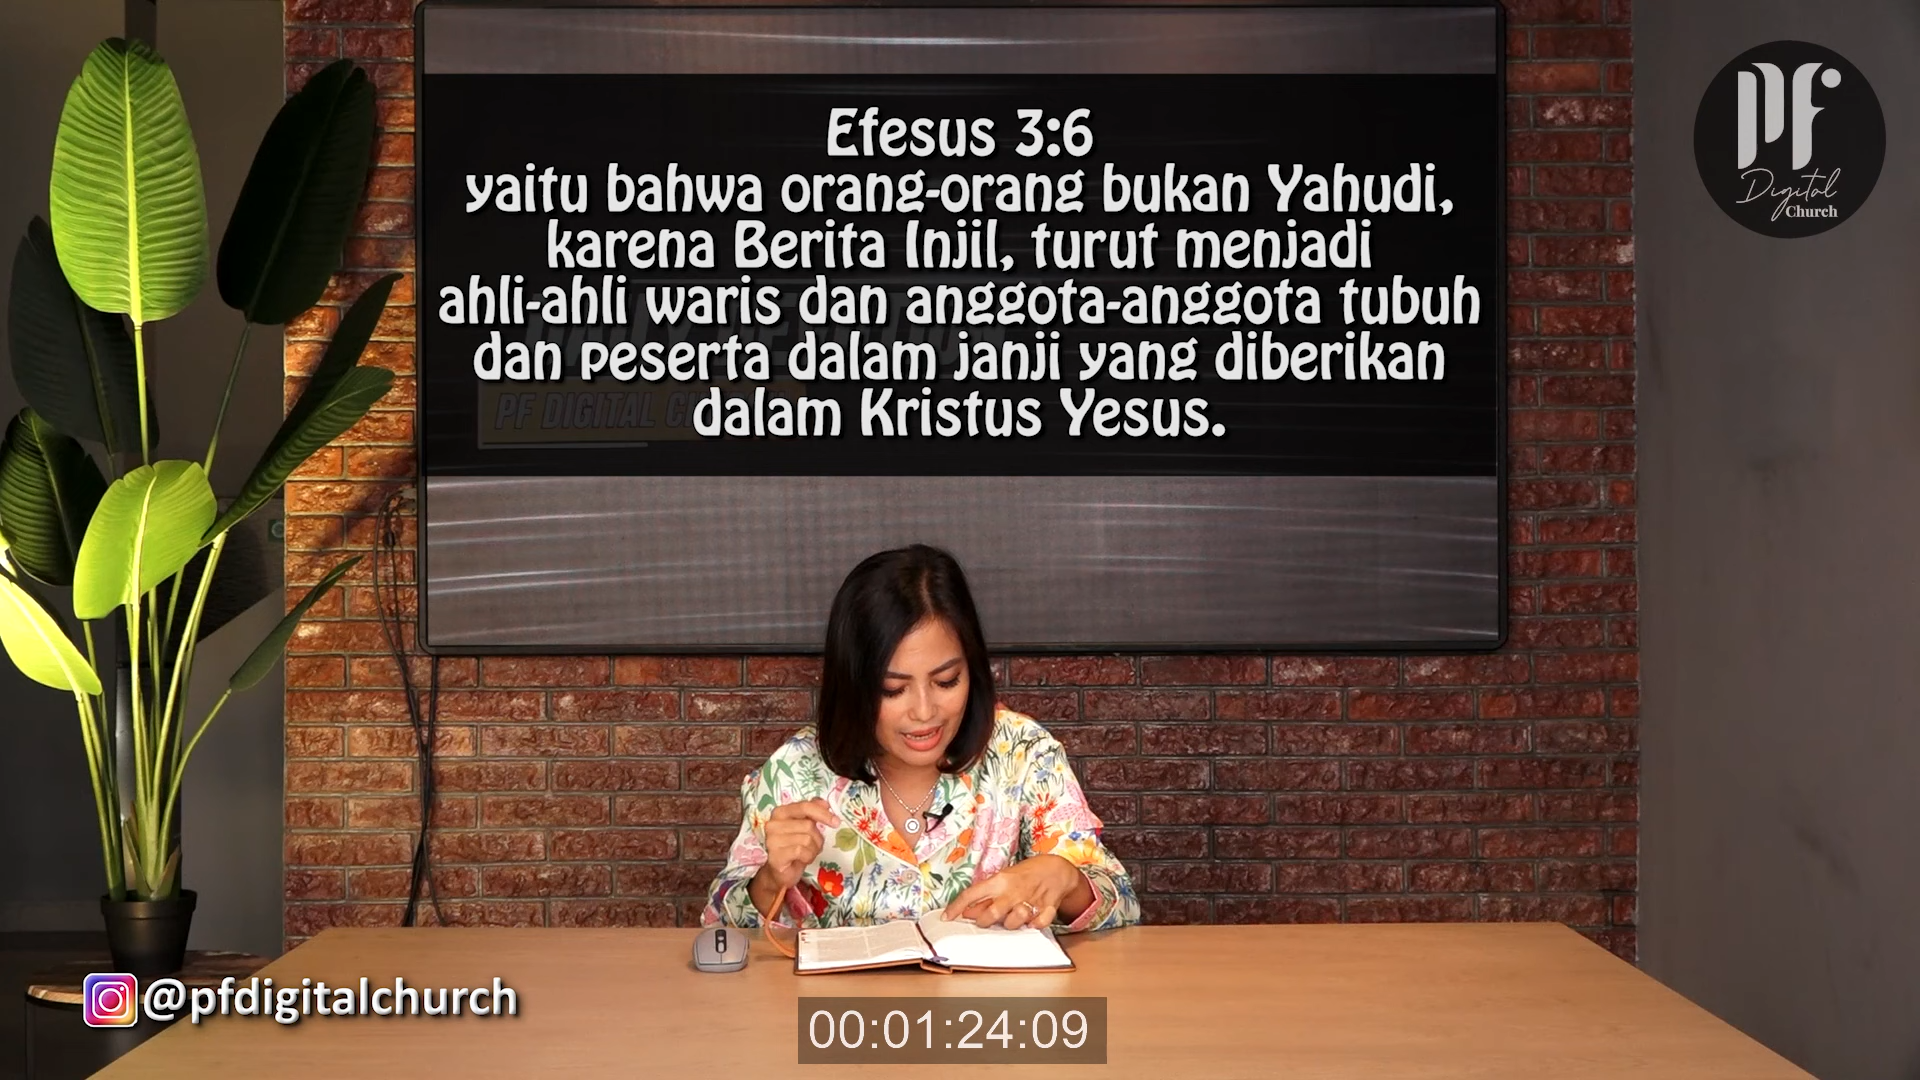 Efesus 3:6
yaitu bahwa orang-orang bukan Yahudi,
karena Berita Injil, turut menjadi
ahli-ahli waris dan anggota-anggota tubuh
dan peserta dalam janji yang diberikan
dalam Kristus Yesus.
PF DIGITAL
PF
Digital
Church
@pfdigitalchurch
00:01:24:09